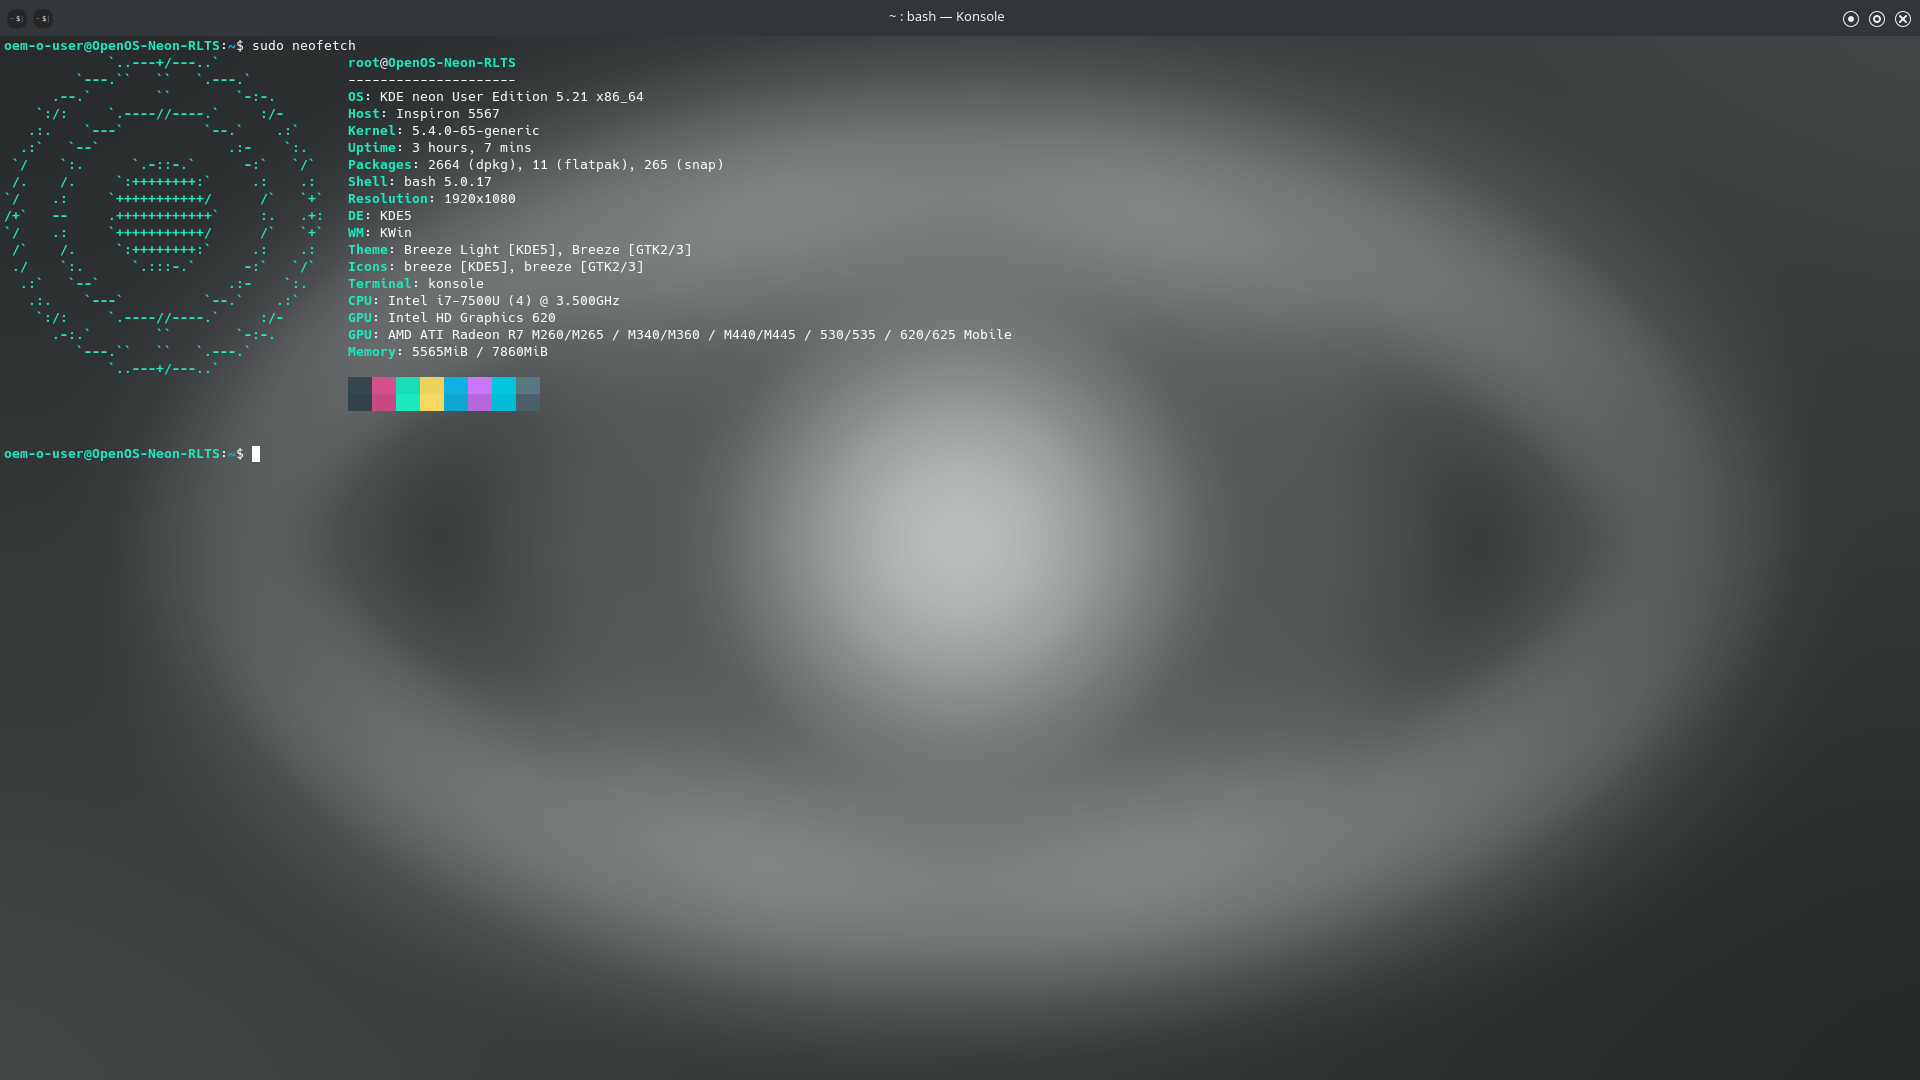 ~ : bash — Konsole
oem-o-user@OpenOS-Neon-RLTS:~$ sudo neofetch
root@OpenOS-Neon-RLTS
---------------------
OS: KDE neon User Edition 5.21 x86_64
Host: Inspiron 5567
Kernel: 5.4.0-65-generic
Uptime: 3 hours, 7 mins
Packages: 2664 (dpkg), 11 (flatpak), 265 (snap)
Shell: bash 5.0.17
Resolution: 1920x1080
DE: KDE5
WM: KWin
Theme: Breeze Light [KDE5], Breeze [GTK2/3]
Icons: breeze [KDE5], breeze [GTK2/3]
Terminal: konsole
CPU: Intel i7-7500U (4) @ 3.500GHz
GPU: Intel HD Graphics 620
GPU: AMD ATI Radeon R7 M260/M265 / M340/M360 / M440/M445 / 530/535 / 620/625 Mobile
Memory: 5565MiB / 7860MiB
oem-o-user@OpenOS-Neon-RLTS:~$